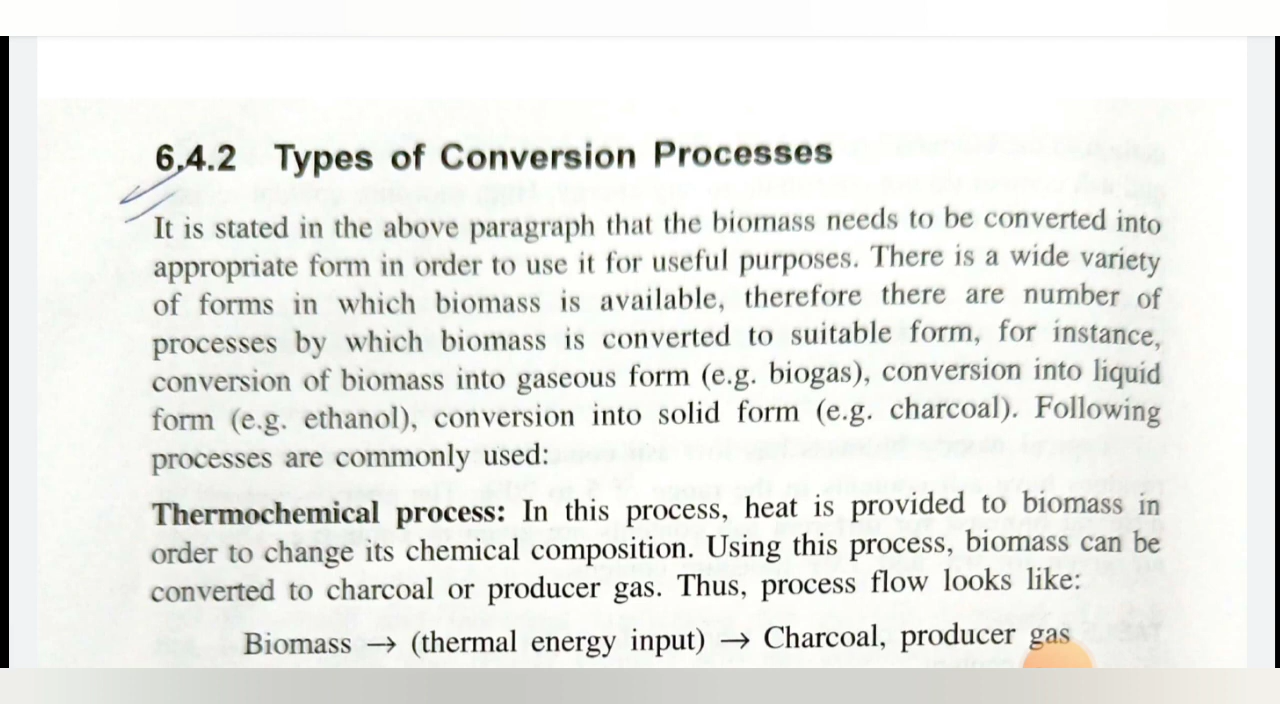 6.4.2 Types of Conversion Processes
It is stated in the above paragraph that the biomass needs to be converted into
appropriate form in order to use it for useful purposes. There is a wide variety
of forms in which biomass is available, therefore there are number of
processes by which biomass is converted to suitable form, for instance,
conversion of biomass into gaseous form (e.g. biogas), conversion into liquid
form (e.g. ethanol), conversion into solid form (e.g. charcoal). Following
processes are commonly used:
Thermochemical process: In this process, heat is provided to biomass in
order to change its chemical composition. Using this process, biomass can be
converted to charcoal or producer gas. Thus, process flow looks like:
Biomass → (thermal energy input) → Charcoal, producer gas